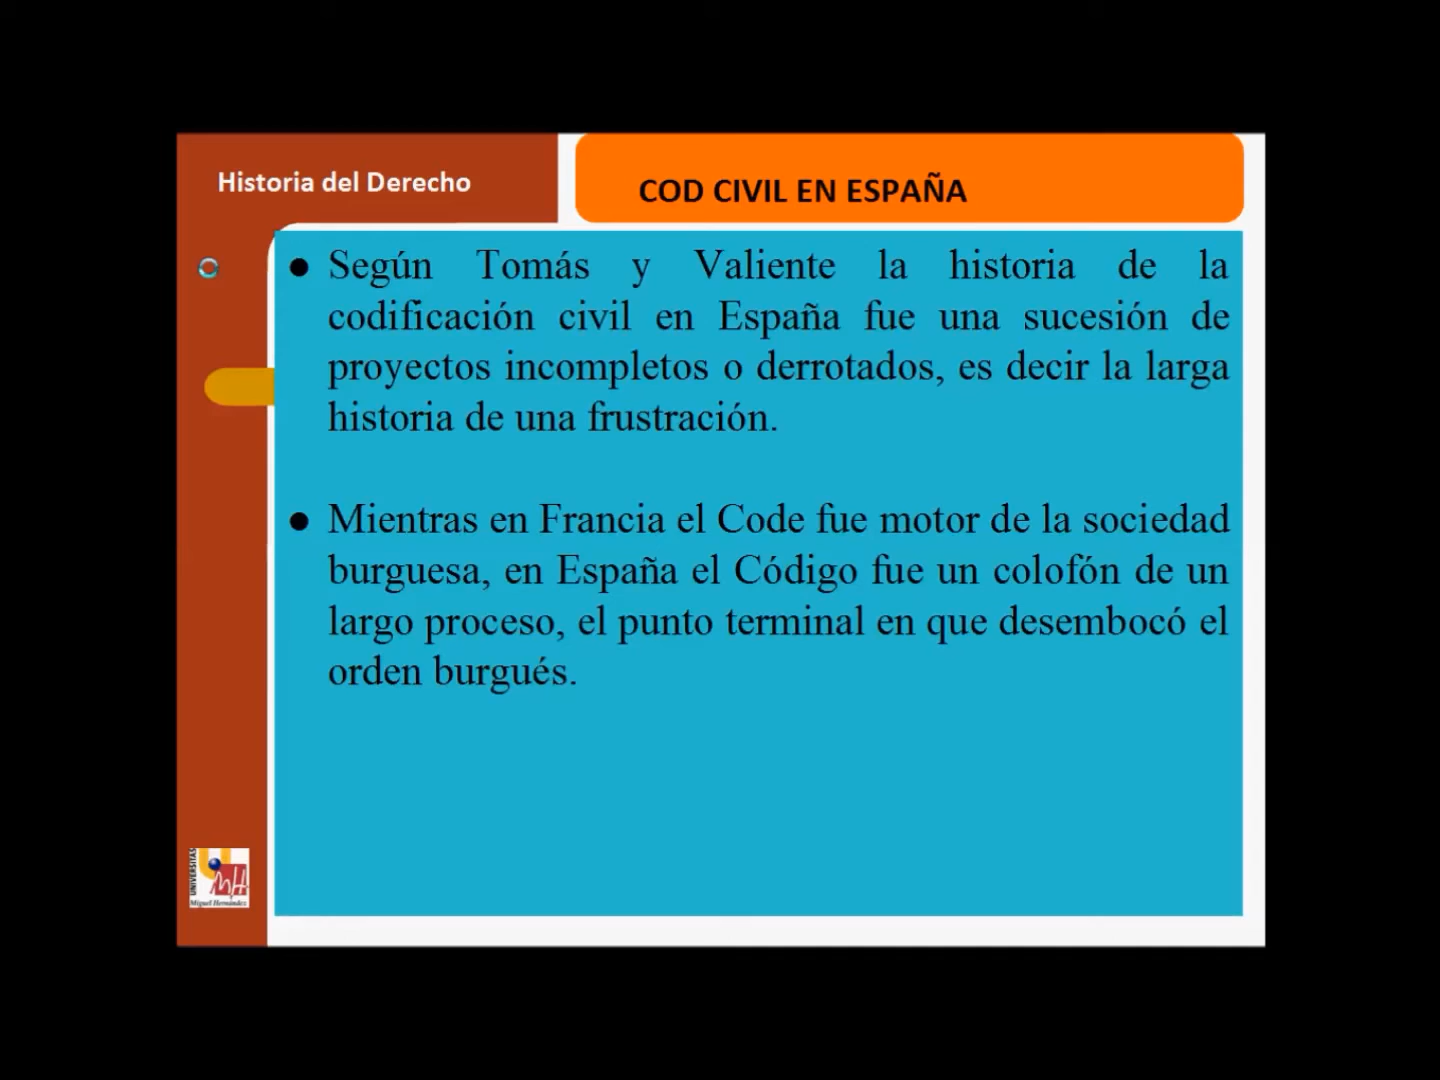 Historia del Derecho
COD CIVIL EN ESPAÑA
● Según Tomás y Valiente la historia de la
codificación civil en España fue una sucesión de
proyectos incompletos o derrotados, es decir la larga
historia de una frustración.
● Mientras en Francia el Code fue motor de la sociedad
burguesa, en España el Código fue un colofón de un
largo proceso, el punto terminal en que desembocó el
orden burgués.
UNIVERSITAS
Miguel Hernández